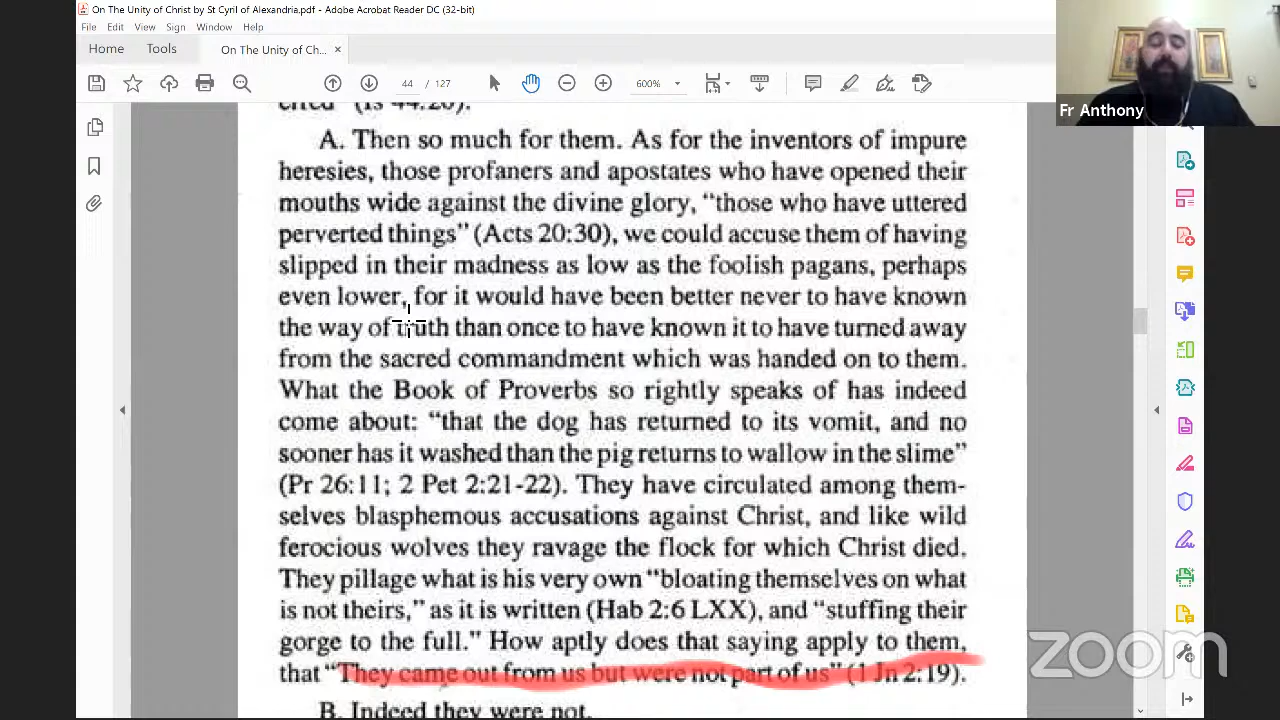 On The Unity of Christ by St Cyril of Alexandria.pdf - Adobe Acrobat Reader DC (32-bit)
File Edit View Sign Window Help
Home Tools On The Unity of Ch... ×
44 / 127 600%
Fr Anthony
A. Then so much for them. As for the inventors of impure
heresies, those profaners and apostates who have opened their
mouths wide against the divine glory, “those who have uttered
perverted things” (Acts 20:30), we could accuse them of having
slipped in their madness as low as the foolish pagans, perhaps
even lower, for it would have been better never to have known
the way of truth than once to have known it to have turned away
from the sacred commandment which was handed on to them.
What the Book of Proverbs so rightly speaks of has indeed
come about: “that the dog has returned to its vomit, and no
sooner has it washed than the pig returns to wallow in the slime”
(Pr 26:11; 2 Pet 2:21-22). They have circulated among them-
selves blasphemous accusations against Christ, and like wild
ferocious wolves they ravage the flock for which Christ died.
They pillage what is his very own “bloating themselves on what
is not theirs,” as it is written (Hab 2:6 LXX), and “stuffing their
gorge to the full.” How aptly does that saying apply to them,
that “They came out from us but were not part of us” (1 Jn 2:19).
B. Indeed they were not.
zoom